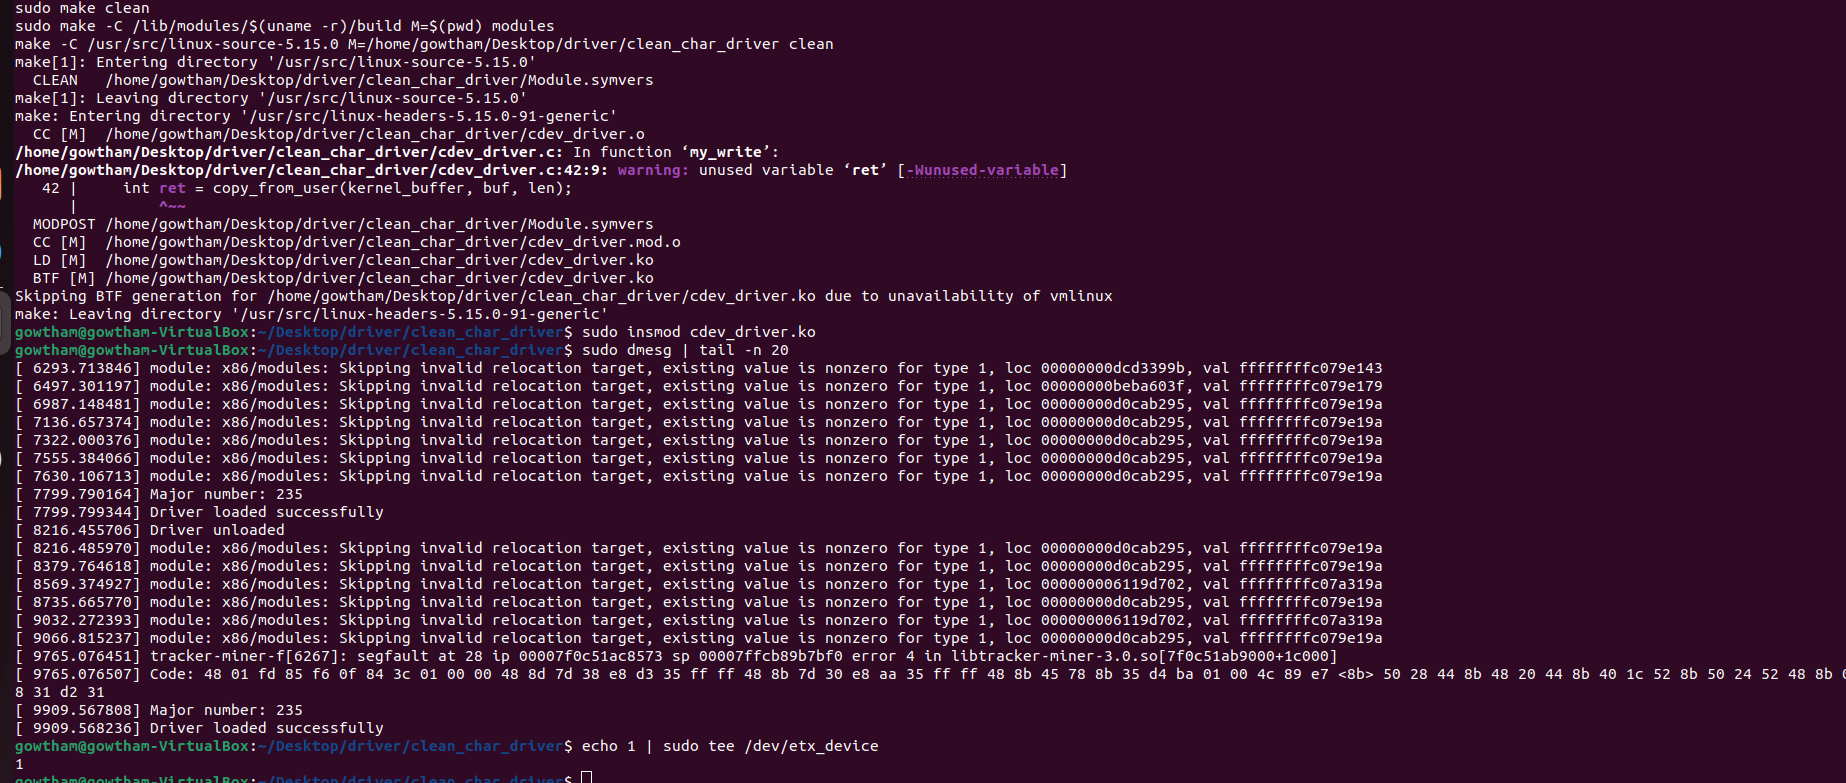 sudo make clean
sudo make -C /lib/modules/$(uname -r)/build M=$(pwd) modules
make -C /usr/src/linux-source-5.15.0 M=/home/gowtham/Desktop/driver/clean_char_driver clean
make[1]: Entering directory '/usr/src/linux-source-5.15.0'
  CLEAN   /home/gowtham/Desktop/driver/clean_char_driver/Module.symvers
make[1]: Leaving directory '/usr/src/linux-source-5.15.0'
make: Entering directory '/usr/src/linux-headers-5.15.0-91-generic'
  CC [M]  /home/gowtham/Desktop/driver/clean_char_driver/cdev_driver.o
/home/gowtham/Desktop/driver/clean_char_driver/cdev_driver.c: In function ‘my_write’:
/home/gowtham/Desktop/driver/clean_char_driver/cdev_driver.c:42:9: warning: unused variable ‘ret’ [-Wunused-variable]
   42 |     int ret = copy_from_user(kernel_buffer, buf, len);
      |         ^~~
  MODPOST /home/gowtham/Desktop/driver/clean_char_driver/Module.symvers
  CC [M]  /home/gowtham/Desktop/driver/clean_char_driver/cdev_driver.mod.o
  LD [M]  /home/gowtham/Desktop/driver/clean_char_driver/cdev_driver.ko
  BTF [M] /home/gowtham/Desktop/driver/clean_char_driver/cdev_driver.ko
Skipping BTF generation for /home/gowtham/Desktop/driver/clean_char_driver/cdev_driver.ko due to unavailability of vmlinux
make: Leaving directory '/usr/src/linux-headers-5.15.0-91-generic'
gowtham@gowtham-VirtualBox:~/Desktop/driver/clean_char_driver$ sudo insmod cdev_driver.ko
gowtham@gowtham-VirtualBox:~/Desktop/driver/clean_char_driver$ sudo dmesg | tail -n 20
[ 6293.713846] module: x86/modules: Skipping invalid relocation target, existing value is nonzero for type 1, loc 00000000dcd3399b, val ffffffffc079e143
[ 6497.301197] module: x86/modules: Skipping invalid relocation target, existing value is nonzero for type 1, loc 00000000beba603f, val ffffffffc079e179
[ 6987.148481] module: x86/modules: Skipping invalid relocation target, existing value is nonzero for type 1, loc 00000000d0cab295, val ffffffffc079e19a
[ 7136.657374] module: x86/modules: Skipping invalid relocation target, existing value is nonzero for type 1, loc 00000000d0cab295, val ffffffffc079e19a
[ 7322.000376] module: x86/modules: Skipping invalid relocation target, existing value is nonzero for type 1, loc 00000000d0cab295, val ffffffffc079e19a
[ 7555.384066] module: x86/modules: Skipping invalid relocation target, existing value is nonzero for type 1, loc 00000000d0cab295, val ffffffffc079e19a
[ 7630.106713] module: x86/modules: Skipping invalid relocation target, existing value is nonzero for type 1, loc 00000000d0cab295, val ffffffffc079e19a
[ 7799.790164] Major number: 235
[ 7799.799344] Driver loaded successfully
[ 8216.455706] Driver unloaded
[ 8216.485970] module: x86/modules: Skipping invalid relocation target, existing value is nonzero for type 1, loc 00000000d0cab295, val ffffffffc079e19a
[ 8379.764618] module: x86/modules: Skipping invalid relocation target, existing value is nonzero for type 1, loc 00000000d0cab295, val ffffffffc079e19a
[ 8569.374927] module: x86/modules: Skipping invalid relocation target, existing value is nonzero for type 1, loc 000000006119d702, val ffffffffc07a319a
[ 8735.665770] module: x86/modules: Skipping invalid relocation target, existing value is nonzero for type 1, loc 00000000d0cab295, val ffffffffc079e19a
[ 9032.272393] module: x86/modules: Skipping invalid relocation target, existing value is nonzero for type 1, loc 000000006119d702, val ffffffffc07a319a
[ 9066.815237] module: x86/modules: Skipping invalid relocation target, existing value is nonzero for type 1, loc 00000000d0cab295, val ffffffffc079e19a
[ 9765.076451] tracker-miner-f[6267]: segfault at 28 ip 00007f0c51ac8573 sp 00007ffcb89b7bf0 error 4 in libtracker-miner-3.0.so[7f0c51ab9000+1c000]
[ 9765.076507] Code: 48 01 fd 85 f6 0f 84 3c 01 00 00 48 8d 7d 38 e8 d3 35 ff ff 48 8b 7d 30 e8 aa 35 ff ff 48 8b 45 78 8b 35 d4 ba 01 00 4c 89 e7 <8b> 50 28 44 8b 48 20 44 8b 40 1c 52 8b 50 24 52 48 8b
8 31 d2 31
[ 9909.567808] Major number: 235
[ 9909.568236] Driver loaded successfully
gowtham@gowtham-VirtualBox:~/Desktop/driver/clean_char_driver$ echo 1 | sudo tee /dev/etx_device
1
gowtham@gowtham-VirtualBox:~/Desktop/driver/clean_char_driver$